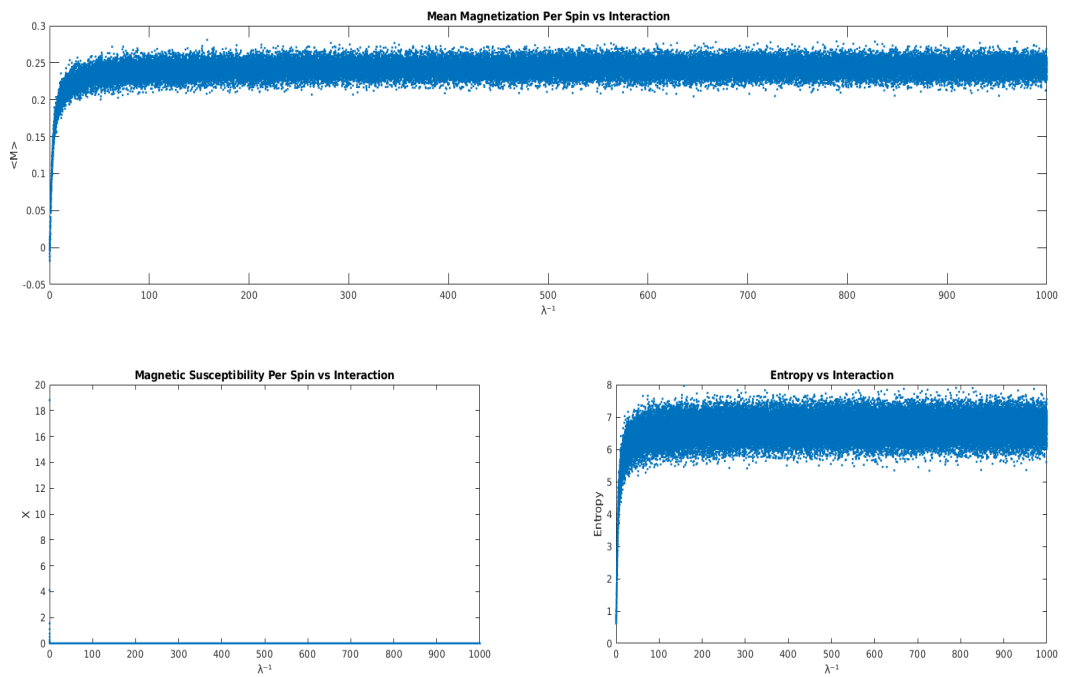 Mean Magnetization Per Spin vs Interaction
0.3
0.25
0.2
0.15
0.1
0.05
0
-0.05
<M>
0 100 200 300 400 500 600 700 800 900 1000
λ⁻¹
Magnetic Susceptibility Per Spin vs Interaction
20
18
16
14
12
10
8
6
4
2
0
X
0 100 200 300 400 500 600 700 800 900 1000
λ⁻¹
Entropy vs Interaction
8
7
6
5
4
3
2
1
0
Entropy
0 100 200 300 400 500 600 700 800 900 1000
λ⁻¹